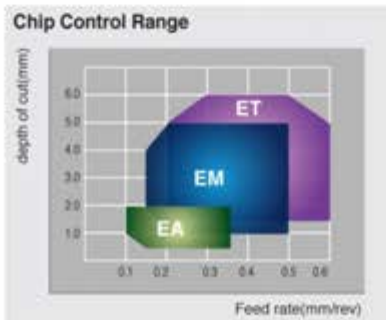 Chip Control Range
depth of cut(mm)
6.0
5.0
4.0
3.0
2.0
1.0
ET
EM
EA
0.1 0.2 0.3 0.4 0.5 0.6
Feed rate(mm/rev)